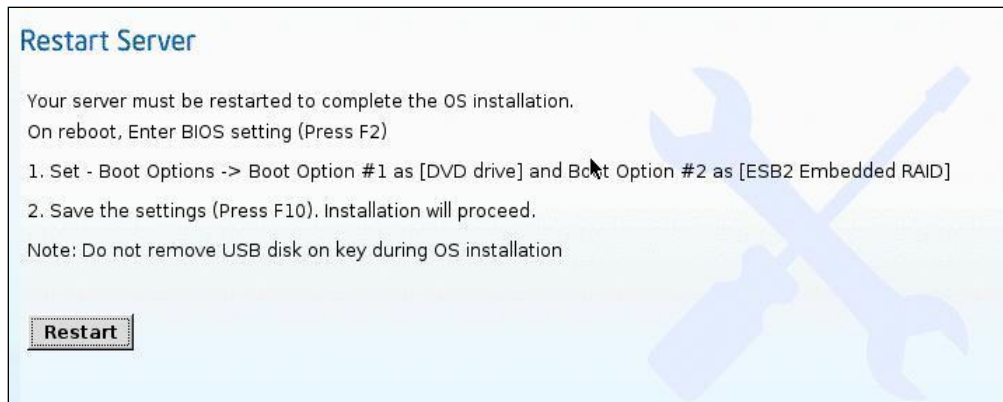 Restart Server
Your server must be restarted to complete the OS installation.
On reboot, Enter BIOS setting (Press F2)
1. Set - Boot Options -> Boot Option #1 as [DVD drive] and Boot Option #2 as [ESB2 Embedded RAID]
2. Save the settings (Press F10). Installation will proceed.
Note: Do not remove USB disk on key during OS installation
Restart